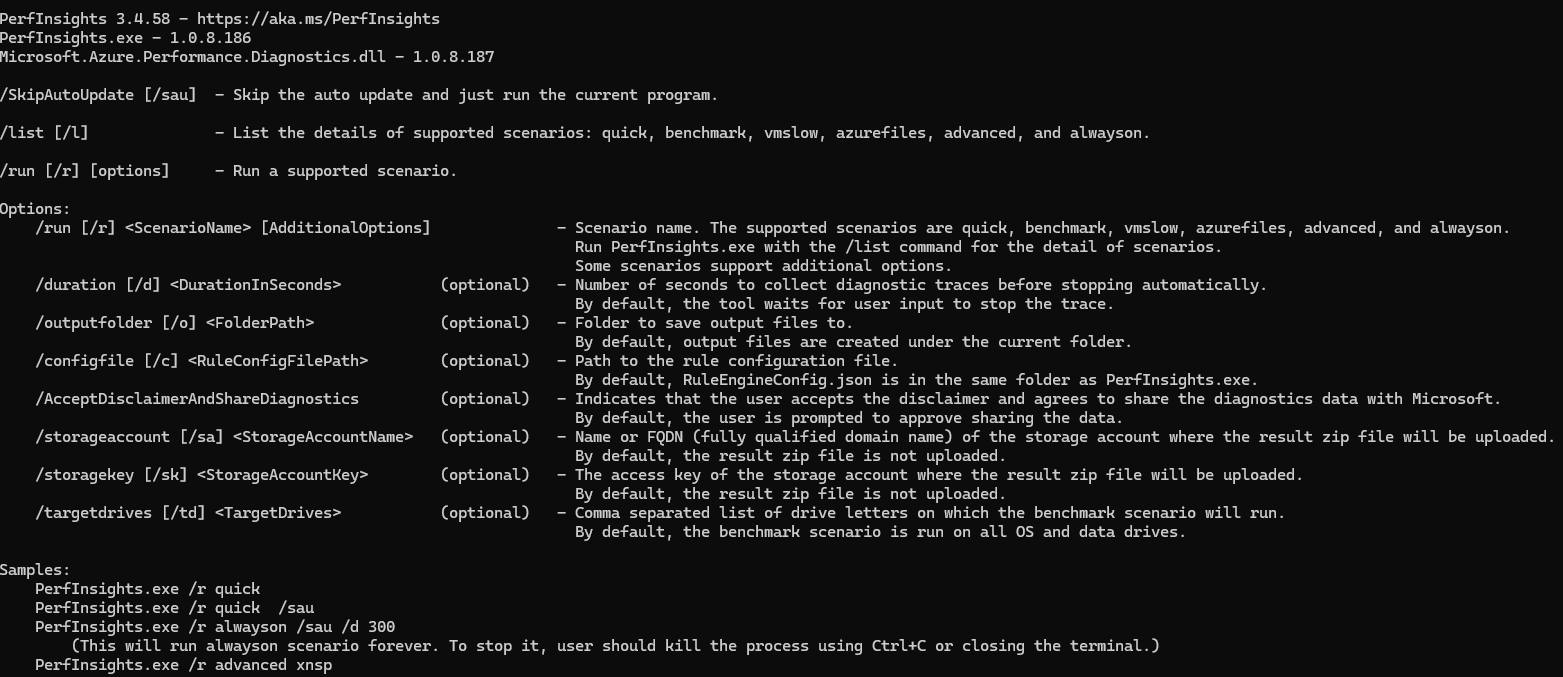 PerfInsights 3.4.58 - https://aka.ms/PerfInsights
PerfInsights.exe - 1.0.8.186
Microsoft.Azure.Performance.Diagnostics.dll - 1.0.8.187

/SkipAutoUpdate [/sau]  - Skip the auto update and just run the current program.

/list [/l]              - List the details of supported scenarios: quick, benchmark, vmslow, azurefiles, advanced, and alwayson.

/run [/r] [options]     - Run a supported scenario.

Options:
    /run [/r] <ScenarioName> [AdditionalOptions]              - Scenario name. The supported scenarios are quick, benchmark, vmslow, azurefiles, advanced, and alwayson.
                                                                Run PerfInsights.exe with the /list command for the detail of scenarios.
                                                                Some scenarios support additional options.
    /duration [/d] <DurationInSeconds>           (optional)   - Number of seconds to collect diagnostic traces before stopping automatically.
                                                                By default, the tool waits for user input to stop the trace.
    /outputfolder [/o] <FolderPath>              (optional)   - Folder to save output files to.
                                                                By default, output files are created under the current folder.
    /configfile [/c] <RuleConfigFilePath>        (optional)   - Path to the rule configuration file.
                                                                By default, RuleEngineConfig.json is in the same folder as PerfInsights.exe.
    /AcceptDisclaimerAndShareDiagnostics         (optional)   - Indicates that the user accepts the disclaimer and agrees to share the diagnostics data with Microsoft.
                                                                By default, the user is prompted to approve sharing the data.
    /storageaccount [/sa] <StorageAccountName>   (optional)   - Name or FQDN (fully qualified domain name) of the storage account where the result zip file will be uploaded.
                                                                By default, the result zip file is not uploaded.
    /storagekey [/sk] <StorageAccountKey>        (optional)   - The access key of the storage account where the result zip file will be uploaded.
                                                                By default, the result zip file is not uploaded.
    /targetdrives [/td] <TargetDrives>           (optional)   - Comma separated list of drive letters on which the benchmark scenario will run.
                                                                By default, the benchmark scenario is run on all OS and data drives.

Samples:
    PerfInsights.exe /r quick
    PerfInsights.exe /r quick  /sau
    PerfInsights.exe /r alwayson /sau /d 300
        (This will run alwayson scenario forever. To stop it, user should kill the process using Ctrl+C or closing the terminal.)
    PerfInsights.exe /r advanced xnsp